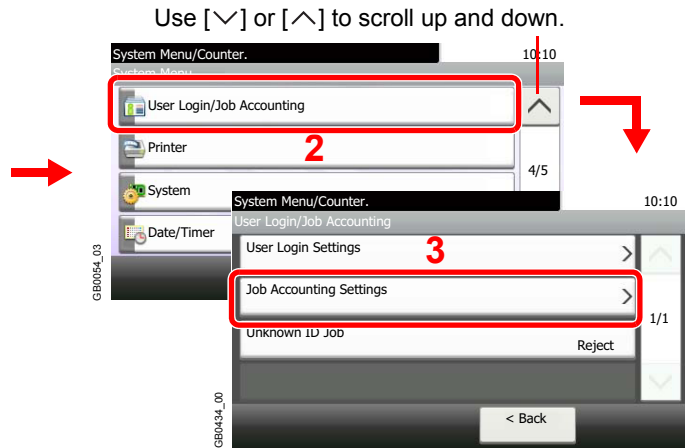 Use [∨] or [∧] to scroll up and down.
System Menu/Counter.
10:10
System Menu
User Login/Job Accounting
2
Printer
4/5
System
Date/Timer
GB0054_03
System Menu/Counter.
10:10
User Login/Job Accounting
User Login Settings
3
Job Accounting Settings
1/1
Unknown ID Job
Reject
< Back
GB0434_00